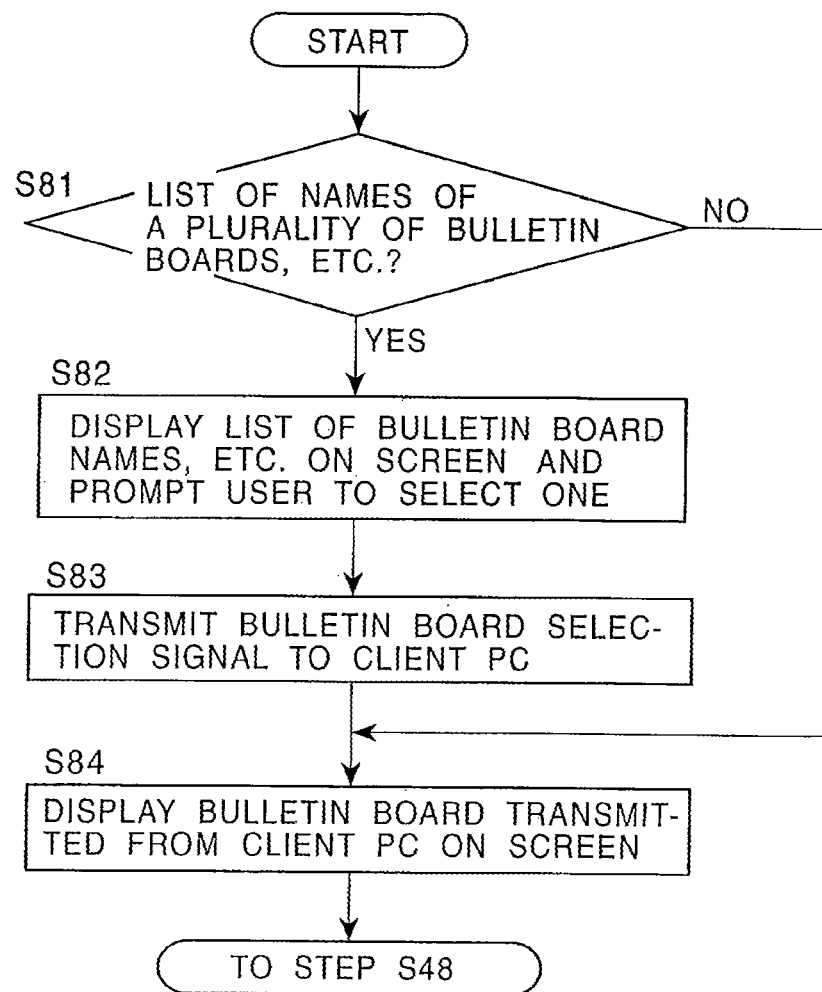 START
S81
LIST OF NAMES OF
A PLURALITY OF BULLETIN
BOARDS, ETC.?
NO
YES
S82
DISPLAY LIST OF BULLETIN BOARD
NAMES, ETC. ON SCREEN AND
PROMPT USER TO SELECT ONE
S83
TRANSMIT BULLETIN BOARD SELEC-
TION SIGNAL TO CLIENT PC
S84
DISPLAY BULLETIN BOARD TRANSMIT-
TED FROM CLIENT PC ON SCREEN
TO STEP S48